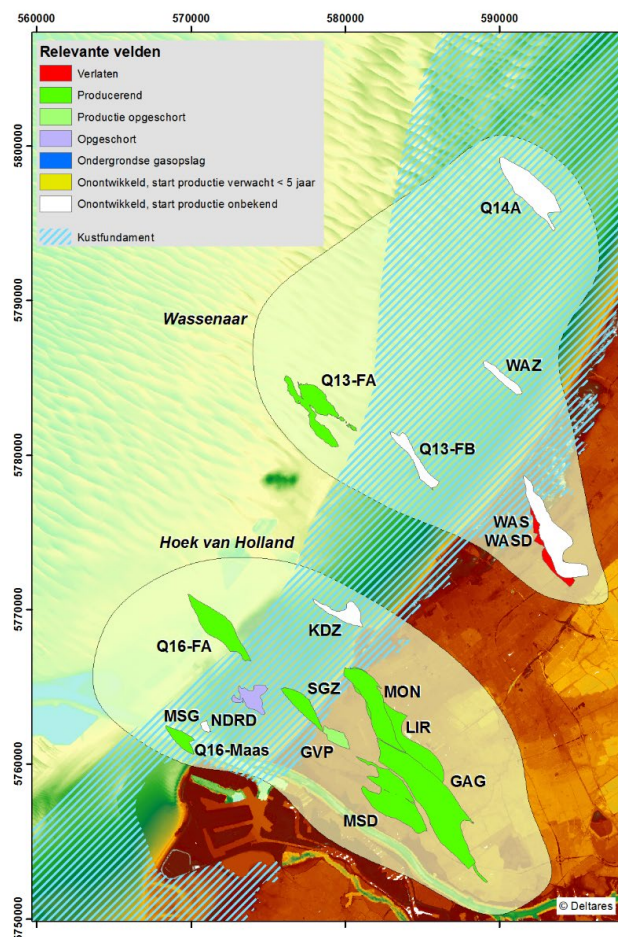 560000
570000
580000
590000
Relevante velden
Verlaten
Producerend
Productie opgeschort
Opgeschort
Ondergrondse gasopslag
Onontwikkeld, start productie verwacht < 5 jaar
Onontwikkeld, start productie onbekend
Kustfundament
5800000
Q14A
5790000
Wassenaar
WAZ
Q13-FA
5780000
Q13-FB
WAS
WASD
Hoek van Holland
5770000
KDZ
Q16-FA
SGZ
MON
MSG
NDRD
LIR
Q16-Maas
GVP
GAG
5760000
MSD
5750000
© Deltares